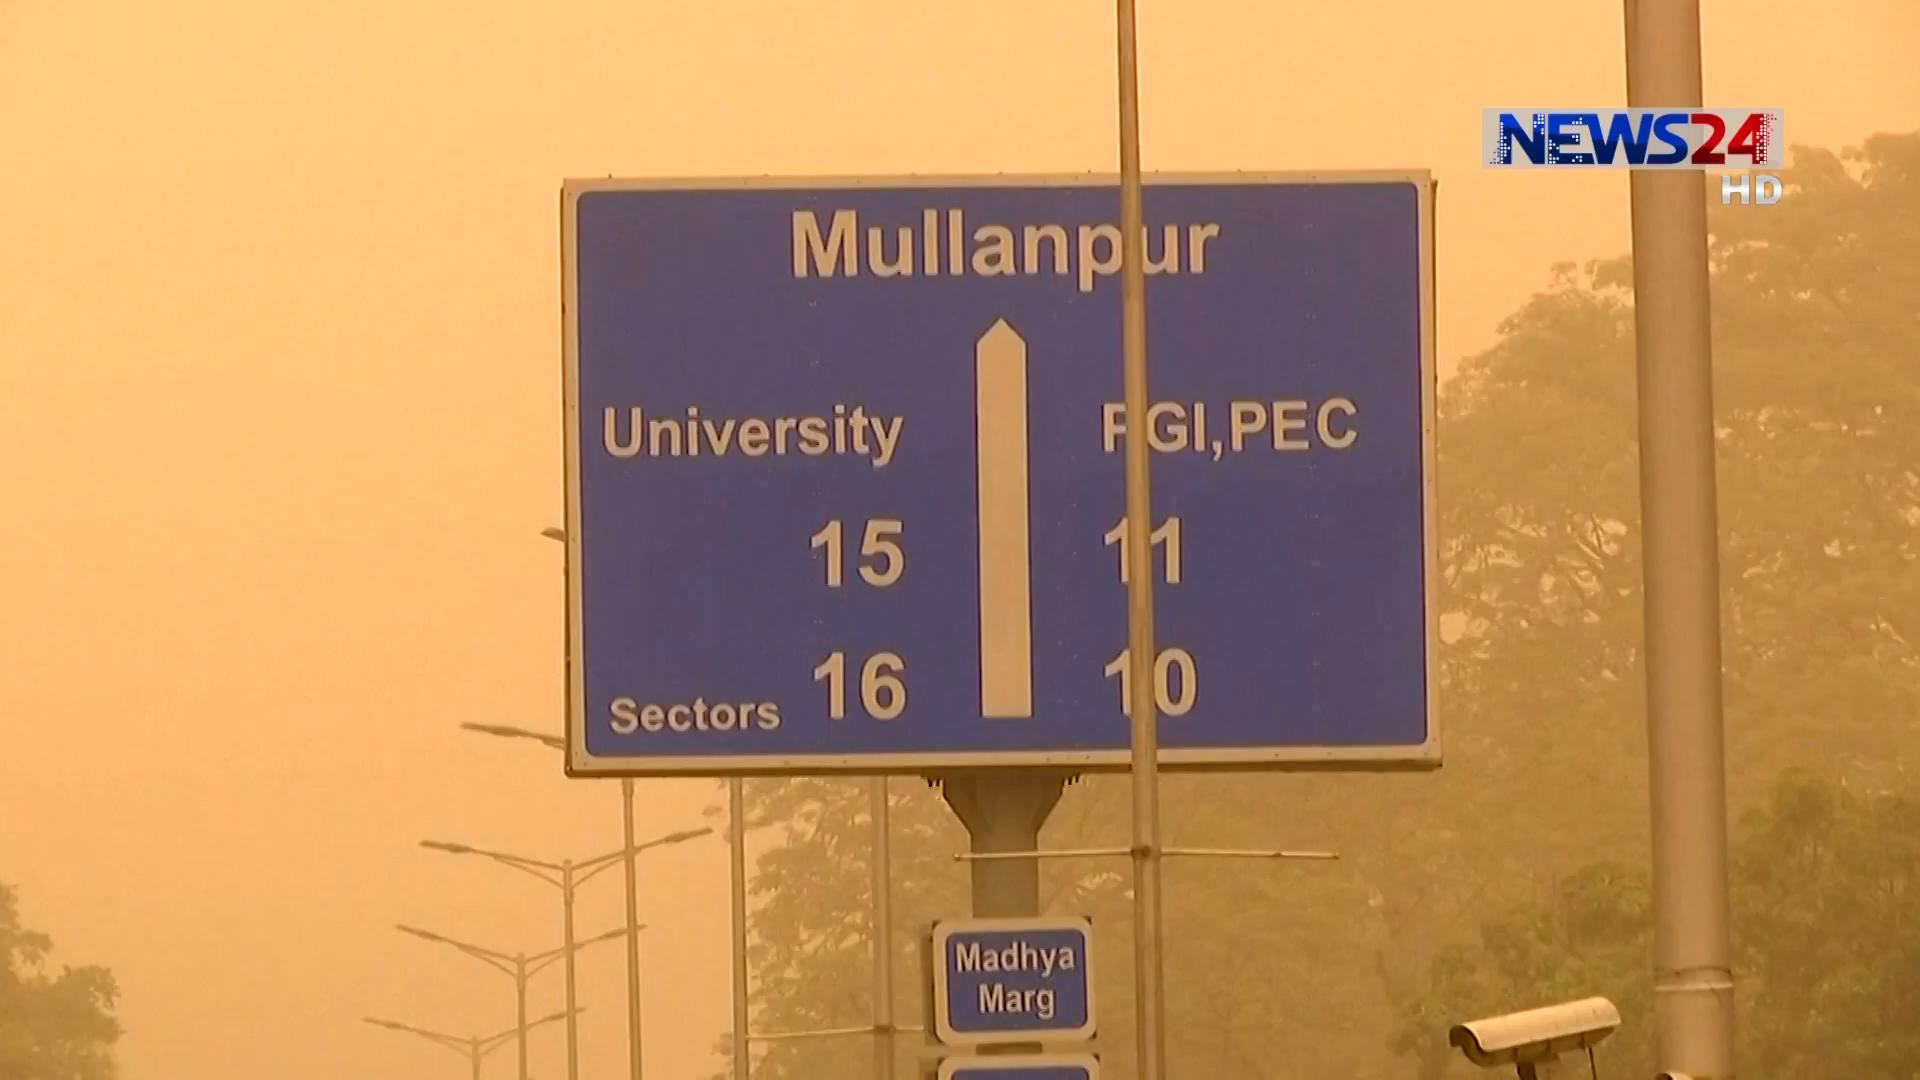 NEWS24
HD
Mullanpur
University PGI,PEC
15 11
Sectors 16 10
Madhya
Marg